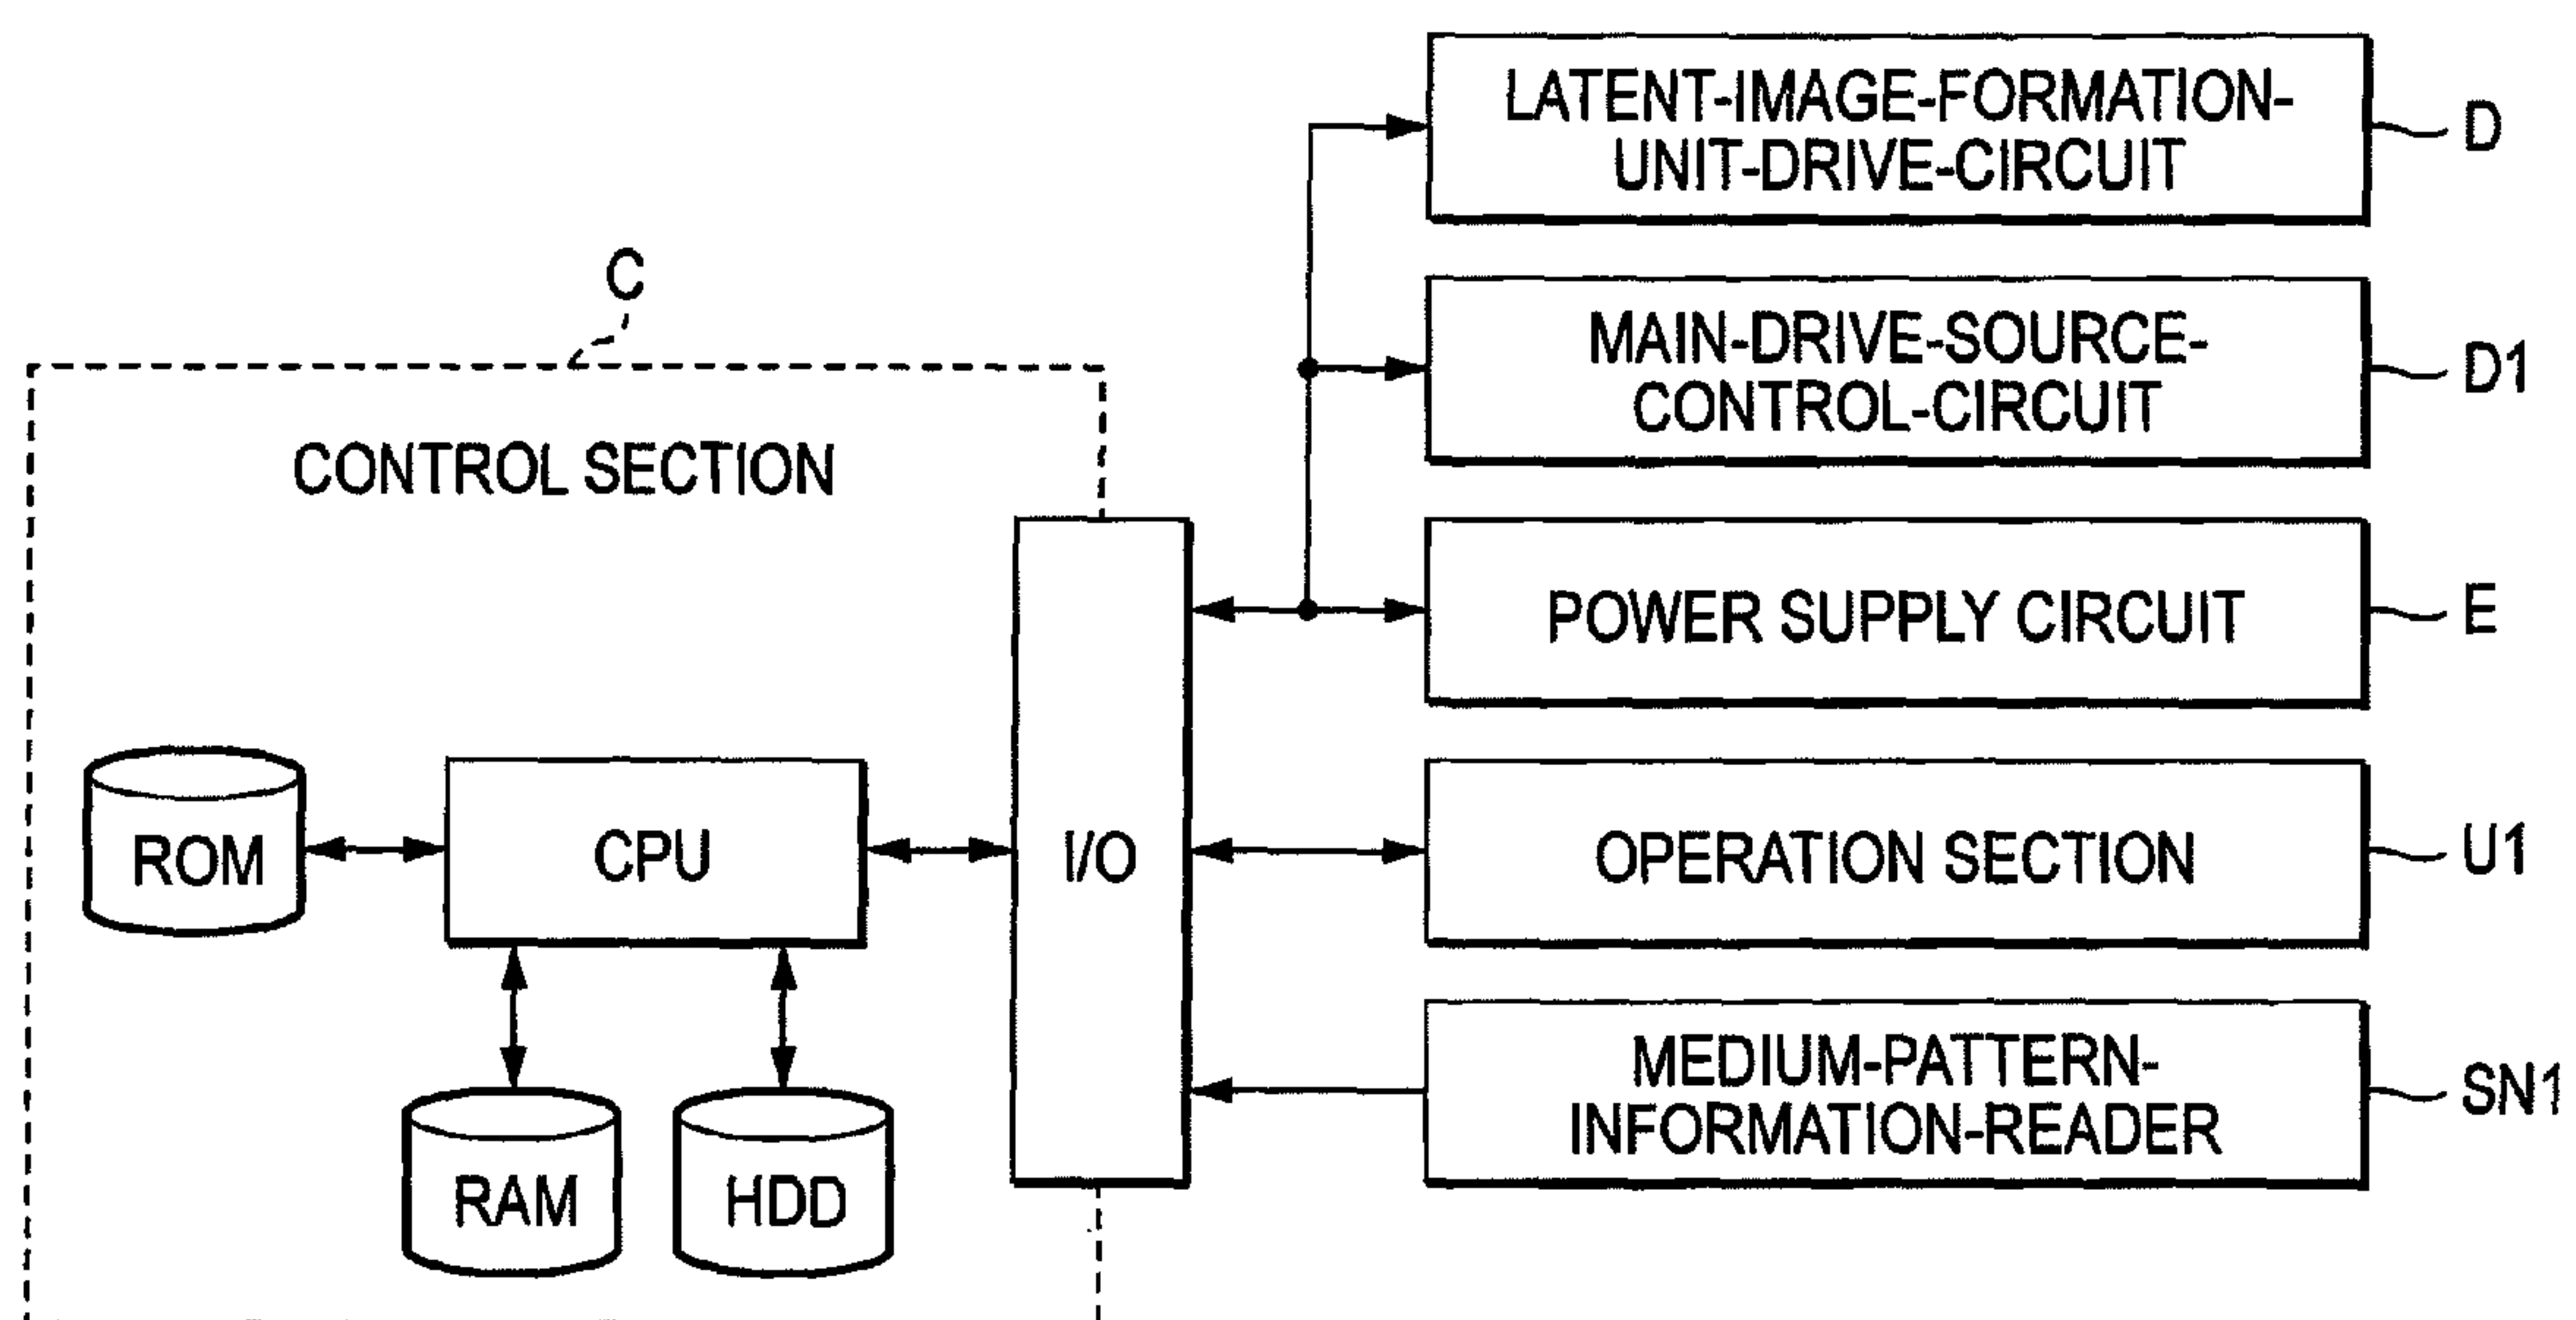 LATENT-IMAGE-FORMATION-
UNIT-DRIVE-CIRCUIT
D
C
MAIN-DRIVE-SOURCE-
CONTROL-CIRCUIT
D1
CONTROL SECTION
POWER SUPPLY CIRCUIT
E
ROM
CPU
I/O
OPERATION SECTION
U1
MEDIUM-PATTERN-
INFORMATION-READER
SN1
RAM
HDD